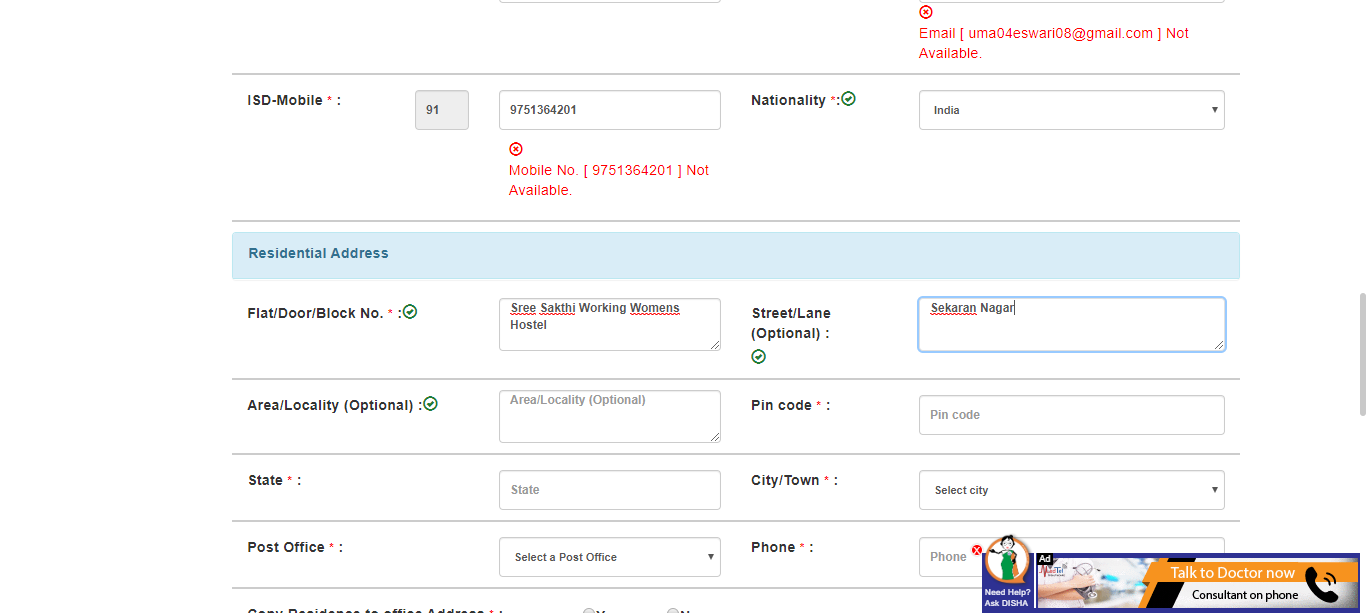 Email [ uma04eswari08@gmail.com ] Not
Available.
ISD-Mobile * :
91
9751364201
Nationality *:
India
Mobile No. [ 9751364201 ] Not
Available.
Residential Address
Flat/Door/Block No. * :
Sree Sakthi Working Womens
Hostel
Street/Lane
(Optional) :
Sekaran Nagar
Area/Locality (Optional) :
Area/Locality (Optional)
Pin code * :
Pin code
State * :
State
City/Town * :
Select city
Post Office * :
Select a Post Office
Phone * :
Phone
Need Help?
Ask DISHA
Ad
Talk to Doctor now
Consultant on phone
Copy Residence to office Address * :